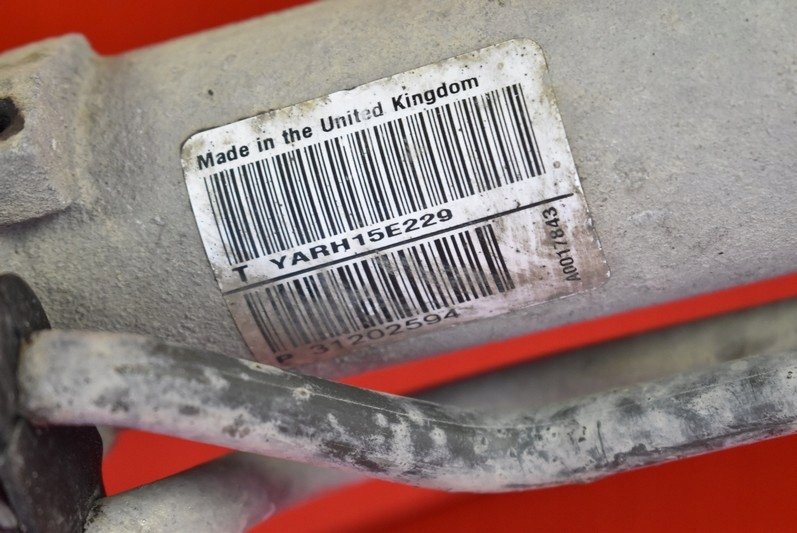 Made in the United Kingdom
T YARH15E229
A0017843
P 31202594